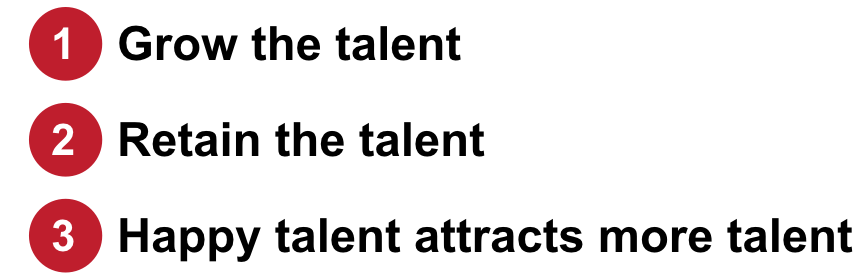 1 Grow the talent
2 Retain the talent
3 Happy talent attracts more talent